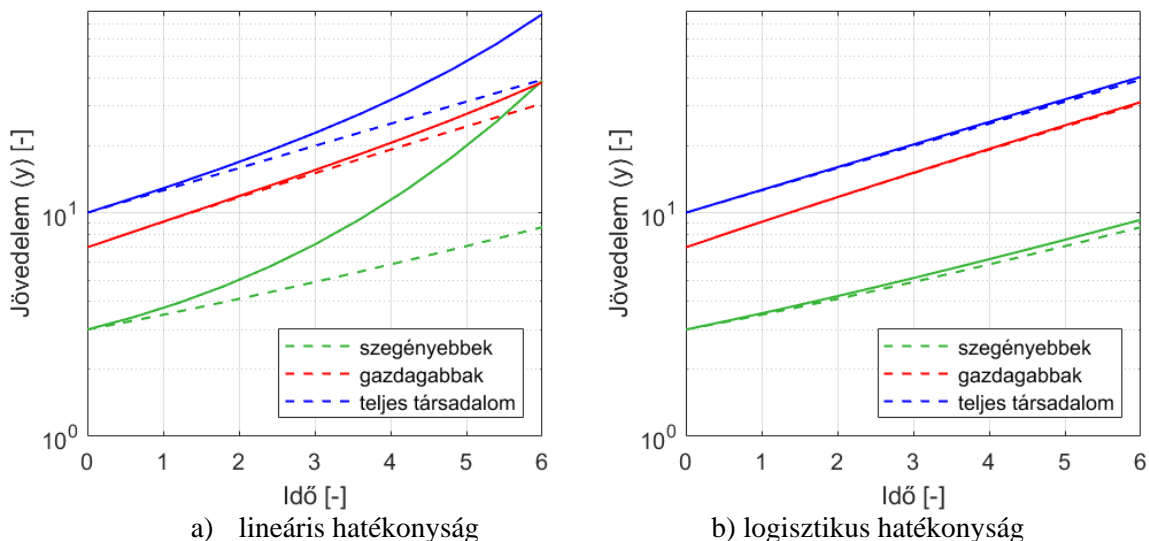 Jövedelem (y) [-]
10^1
10^0
0 1 2 3 4 5 6
Idő [-]
szegényebbek
gazdagabbak
teljes társadalom
a) lineáris hatékonyság
Jövedelem (y) [-]
10^1
10^0
0 1 2 3 4 5 6
Idő [-]
szegényebbek
gazdagabbak
teljes társadalom
b) logisztikus hatékonyság